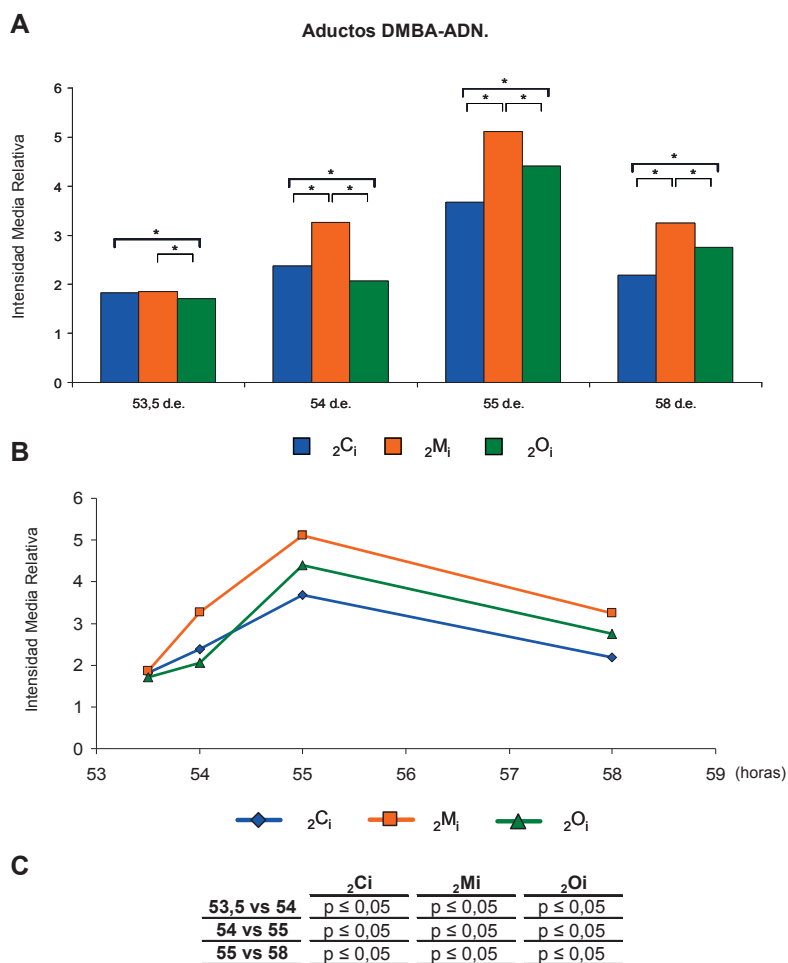 A
Aductos DMBA-ADN.
Intensidad Media Relativa
6
5
4
3
2
1
0
*
*
*
*
*
*
*
*
*
*
*
53,5 d.e.
54 d.e.
55 d.e.
58 d.e.
₂Cᵢ ₂Mᵢ ₂Oᵢ
B
Intensidad Media Relativa
6
5
4
3
2
1
0
53 54 55 56 57 58 59 (horas)
₂Cᵢ ₂Mᵢ ₂Oᵢ
C
₂Ci ₂Mi ₂Oi
53,5 vs 54 p ≤ 0,05 p ≤ 0,05 p ≤ 0,05
54 vs 55 p ≤ 0,05 p ≤ 0,05 p ≤ 0,05
55 vs 58 p ≤ 0,05 p ≤ 0,05 p ≤ 0,05